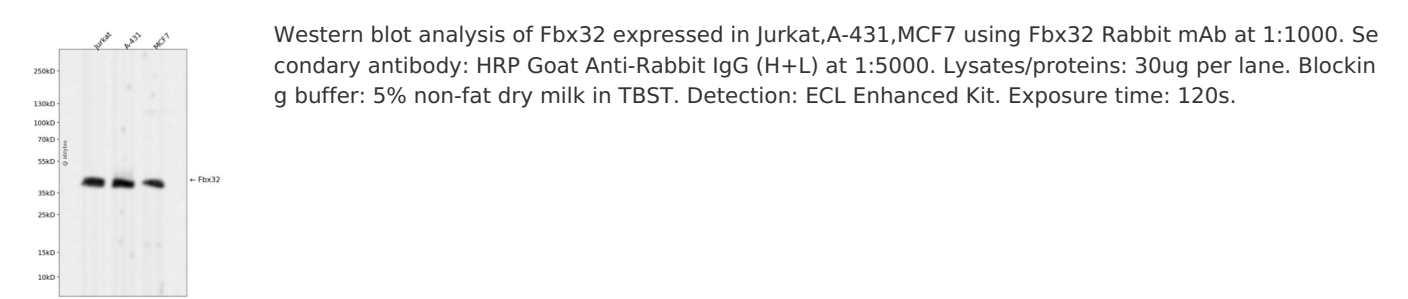 Jurkat
A-431
MCF7
250kD
130kD
100kD
70kD
55kD
35kD
25kD
15kD
10kD
← Fbx32
Western blot analysis of Fbx32 expressed in Jurkat,A-431,MCF7 using Fbx32 Rabbit mAb at 1:1000. Se
condary antibody: HRP Goat Anti-Rabbit IgG (H+L) at 1:5000. Lysates/proteins: 30ug per lane. Blockin
g buffer: 5% non-fat dry milk in TBST. Detection: ECL Enhanced Kit. Exposure time: 120s.